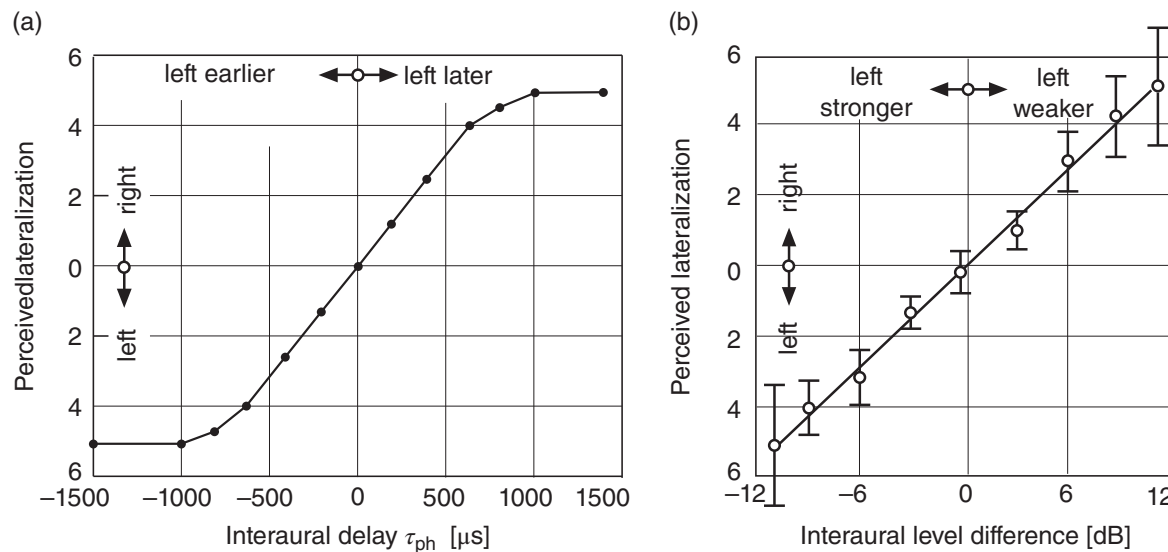 (a)
6
4
2
0
2
4
6
Perceivedlateralization
left earlier
left later
right
left
–1500
–1000
–500
0
500
1000
1500
Interaural delay τph [μs]
(b)
6
4
2
0
2
4
6
Perceived lateralization
left
stronger
left
weaker
right
left
–12
–6
0
6
12
Interaural level difference [dB]